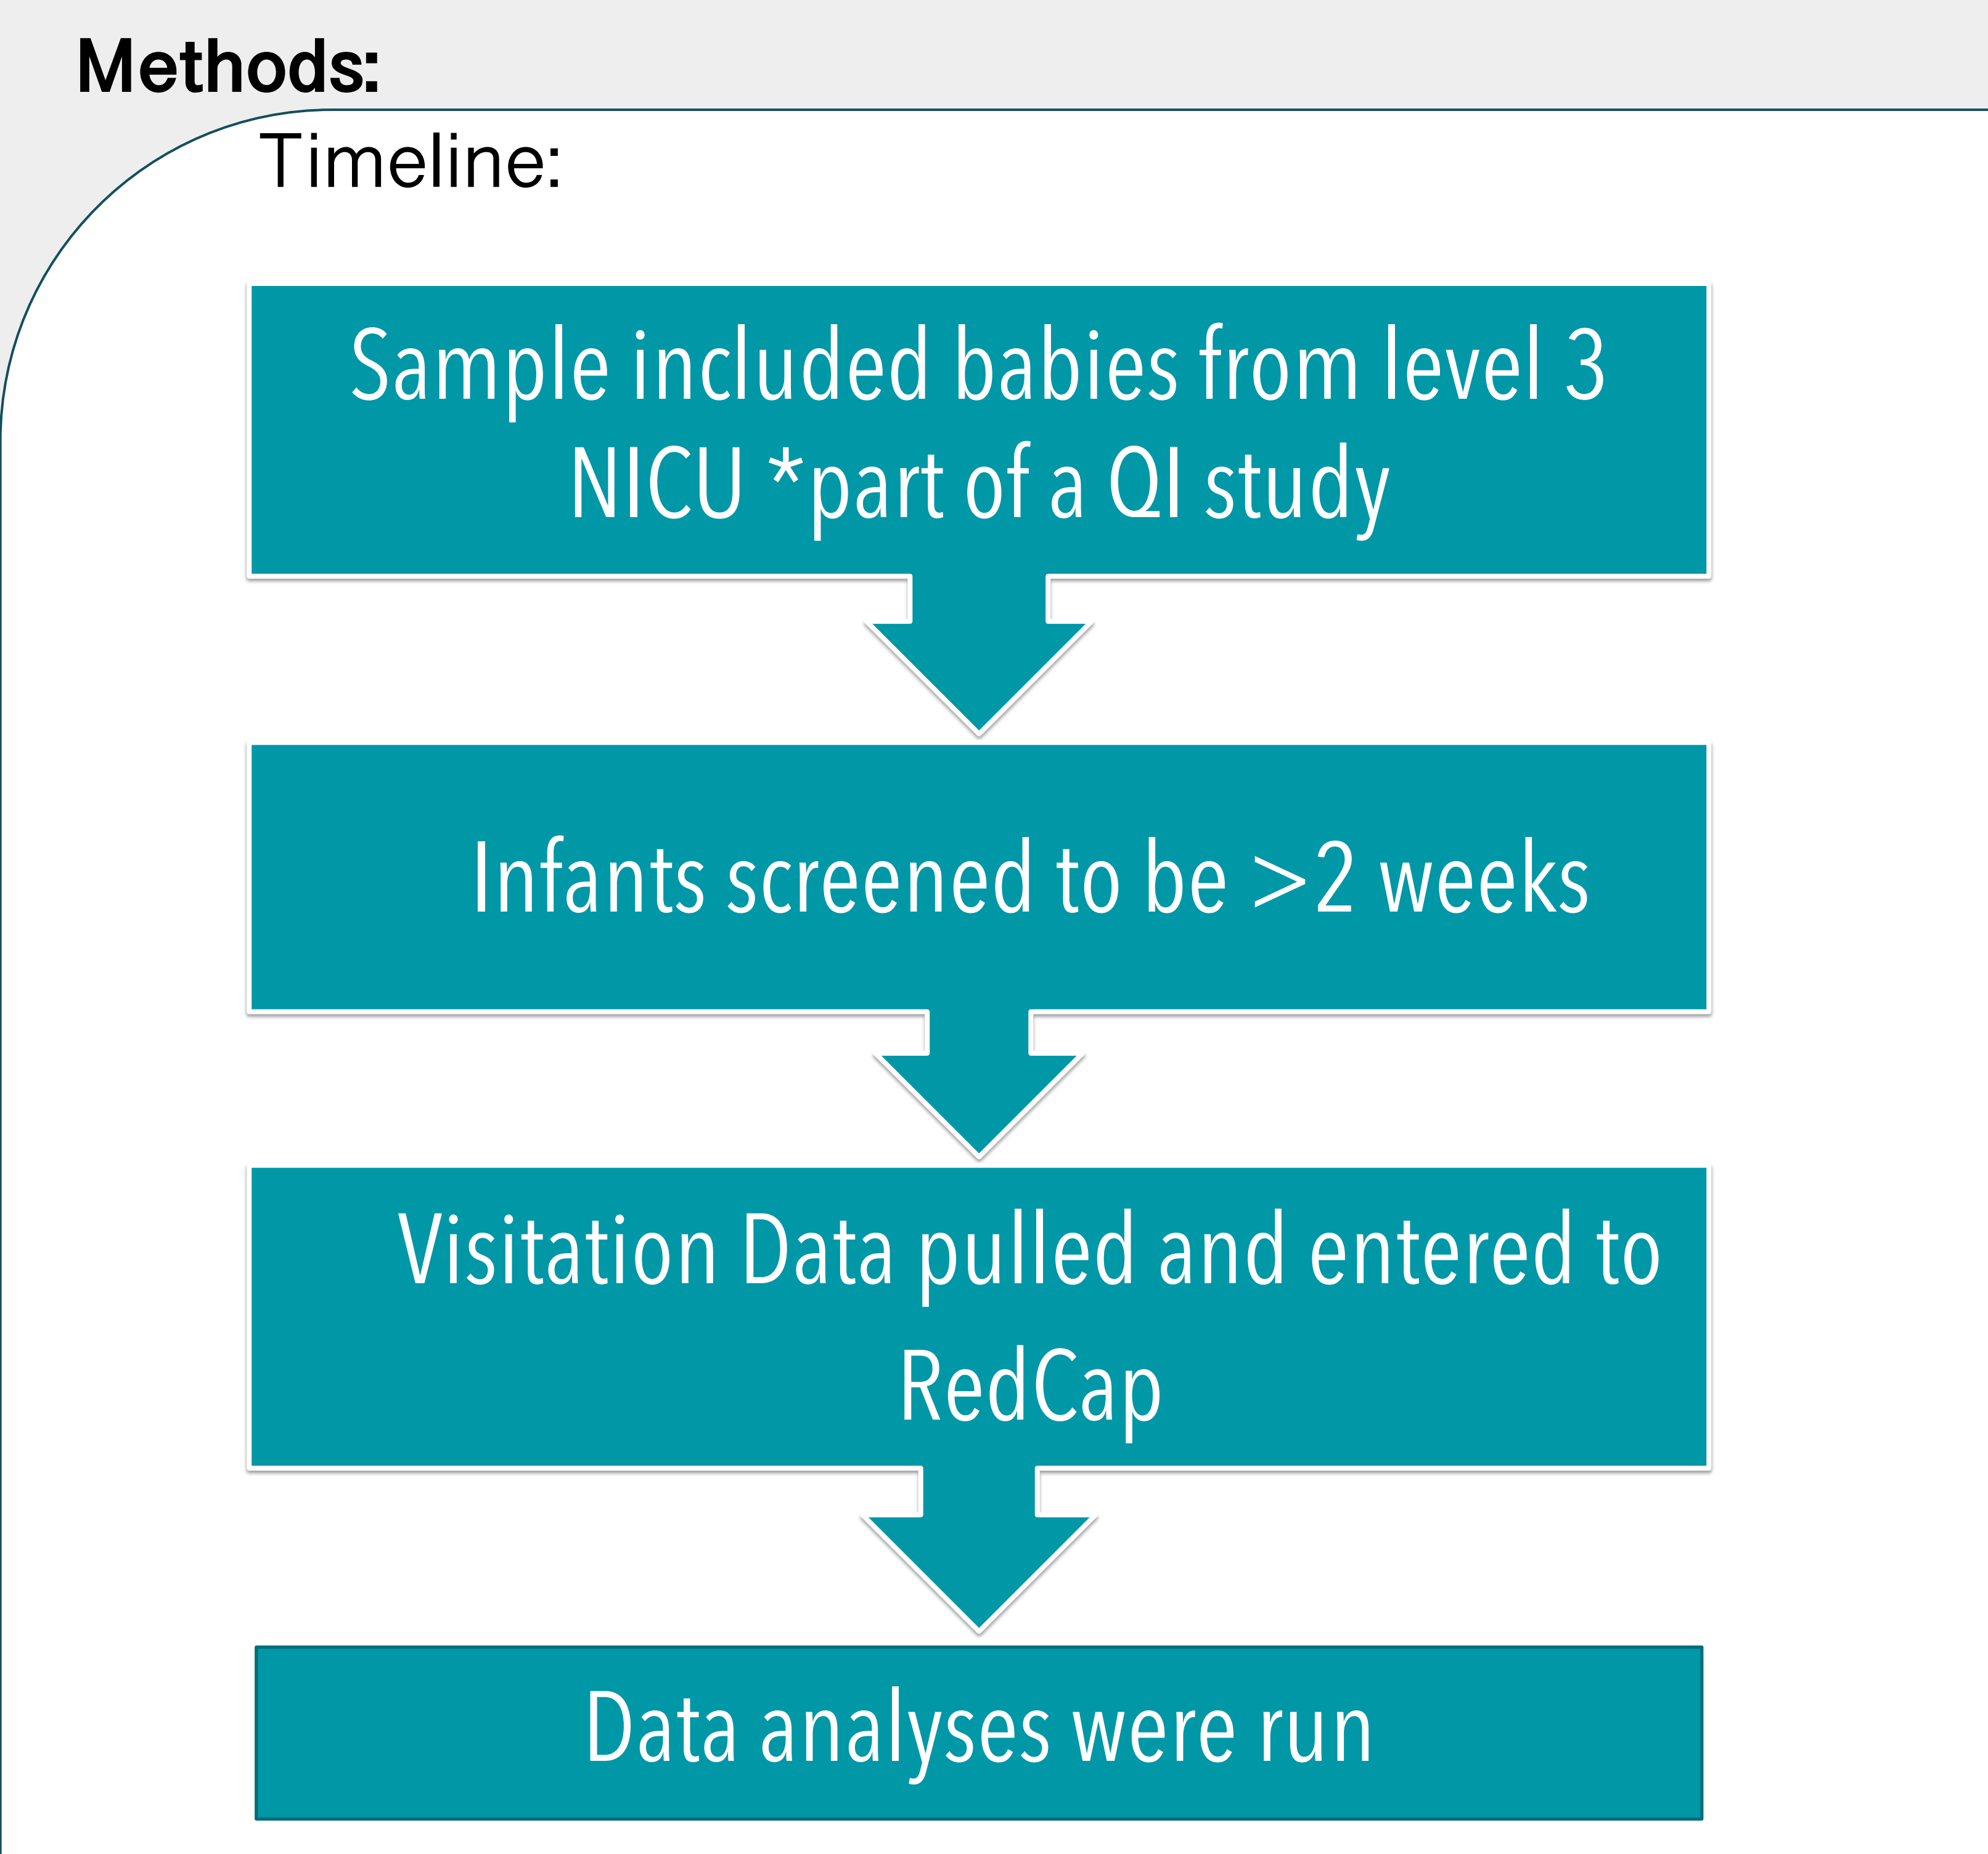 Methods:
Timeline:
Sample included babies from level 3
NICU *part of a QI study
Infants screened to be >2 weeks
Visitation Data pulled and entered to
RedCap
Data analyses were run